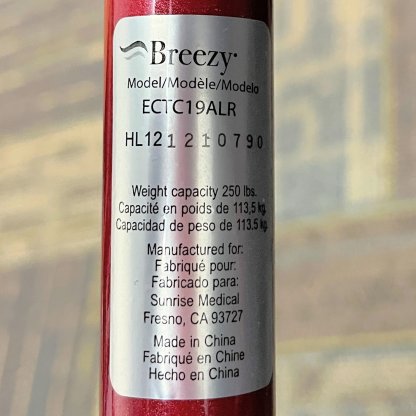 Breezy
Model/Modèle/Modelo
ECTC19ALR
HL121210790
Weight capacity 250 lbs.
Capacité en poids de 113,5 kg.
Capacidad de peso de 113.5 kg.
Manufactured for:
Fabriqué pour:
Fabricado para:
Sunrise Medical
Fresno, CA 93727
Made in China
Fabriqué en Chine
Hecho en China